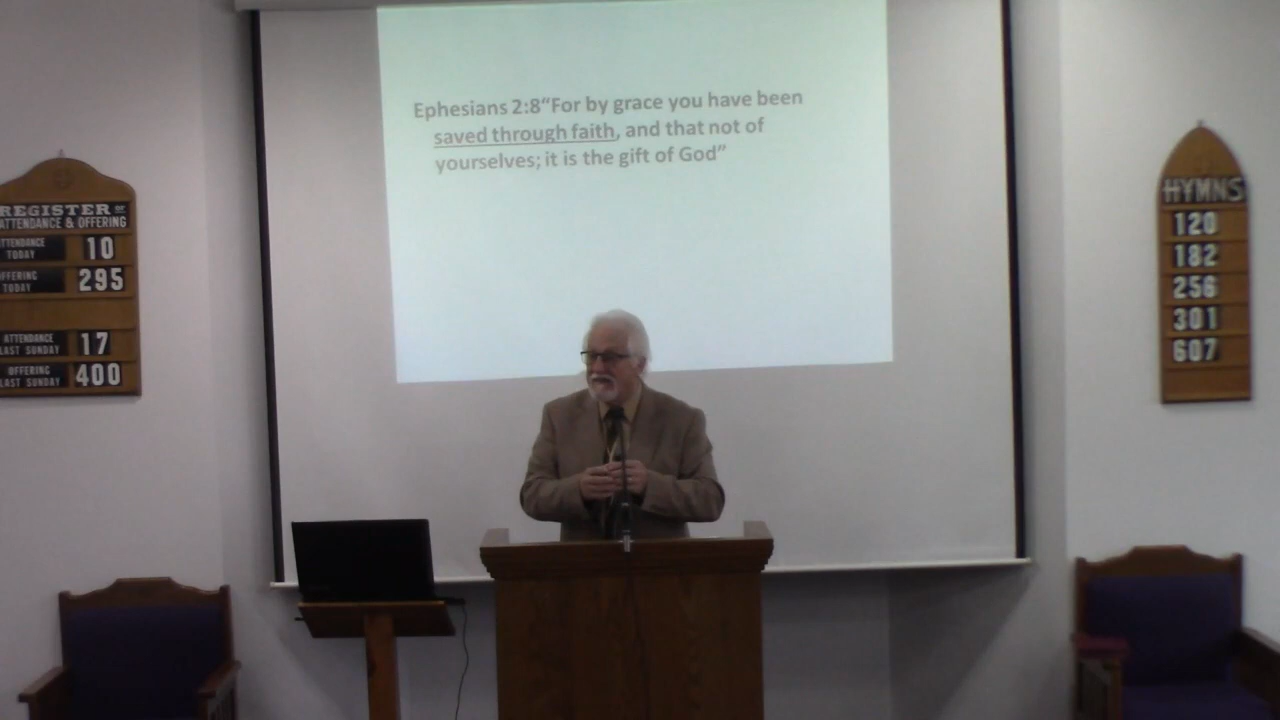 Ephesians 2:8“For by grace you have been
saved through faith, and that not of
yourselves; it is the gift of God”
REGISTER OF
ATTENDANCE & OFFERING
ATTENDANCE
TODAY
10
OFFERING
TODAY
295
ATTENDANCE
LAST SUNDAY
17
OFFERING
LAST SUNDAY
400
HYMNS
120
182
256
301
607